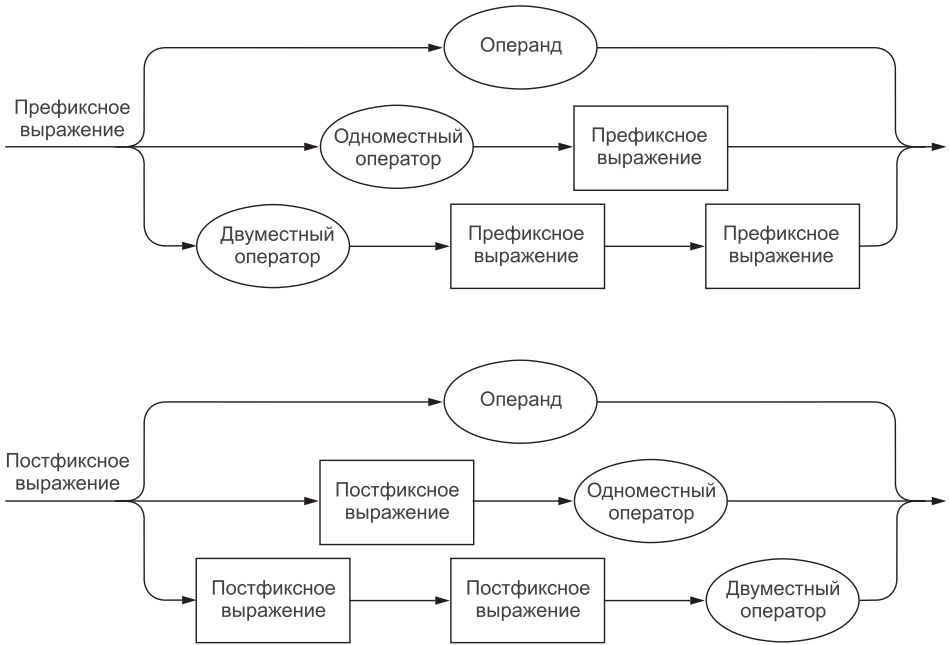 Операнд
Префиксное
выражение
Одноместный
оператор
Префиксное
выражение
Двуместный
оператор
Префиксное
выражение
Префиксное
выражение
Операнд
Постфиксное
выражение
Постфиксное
выражение
Одноместный
оператор
Постфиксное
выражение
Постфиксное
выражение
Двуместный
оператор